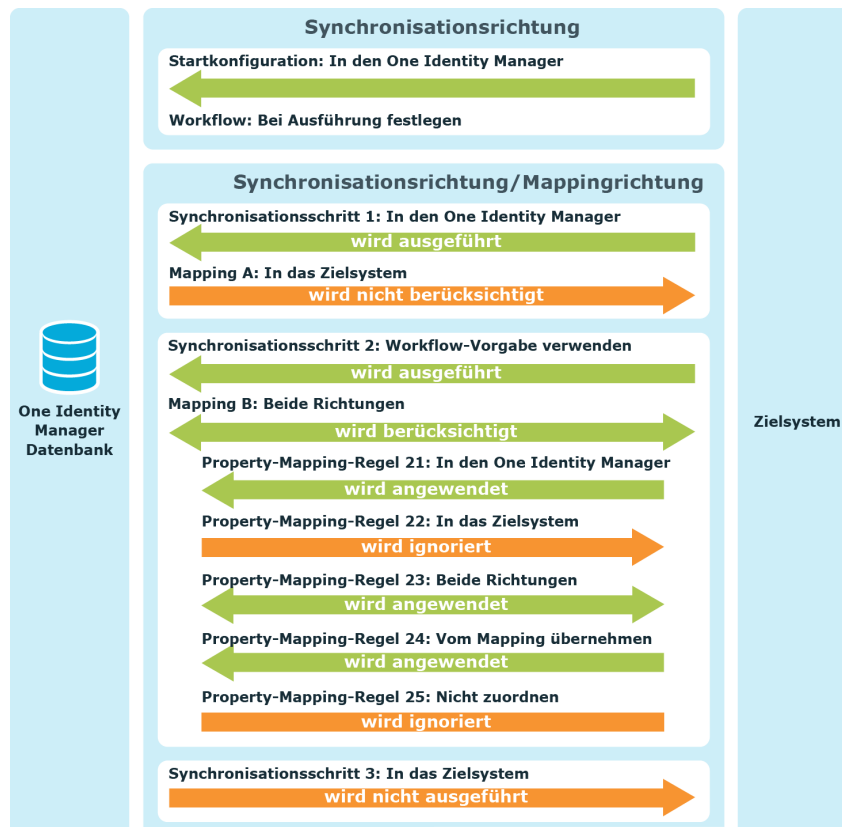 Synchronisationsrichtung
Startkonfiguration: In den One Identity Manager
Workflow: Bei Ausführung festlegen
Synchronisationsrichtung/Mappingrichtung
Synchronisationsschritt 1: In den One Identity Manager
wird ausgeführt
Mapping A: In das Zielsystem
wird nicht berücksichtigt
Synchronisationsschritt 2: Workflow-Vorgabe verwenden
wird ausgeführt
Mapping B: Beide Richtungen
wird berücksichtigt
Property-Mapping-Regel 21: In den One Identity Manager
wird angewendet
Property-Mapping-Regel 22: In das Zielsystem
wird ignoriert
Property-Mapping-Regel 23: Beide Richtungen
wird angewendet
Property-Mapping-Regel 24: Vom Mapping übernehmen
wird angewendet
Property-Mapping-Regel 25: Nicht zuordnen
wird ignoriert
Synchronisationsschritt 3: In das Zielsystem
wird nicht ausgeführt
One Identity
Manager
Datenbank
Zielsystem